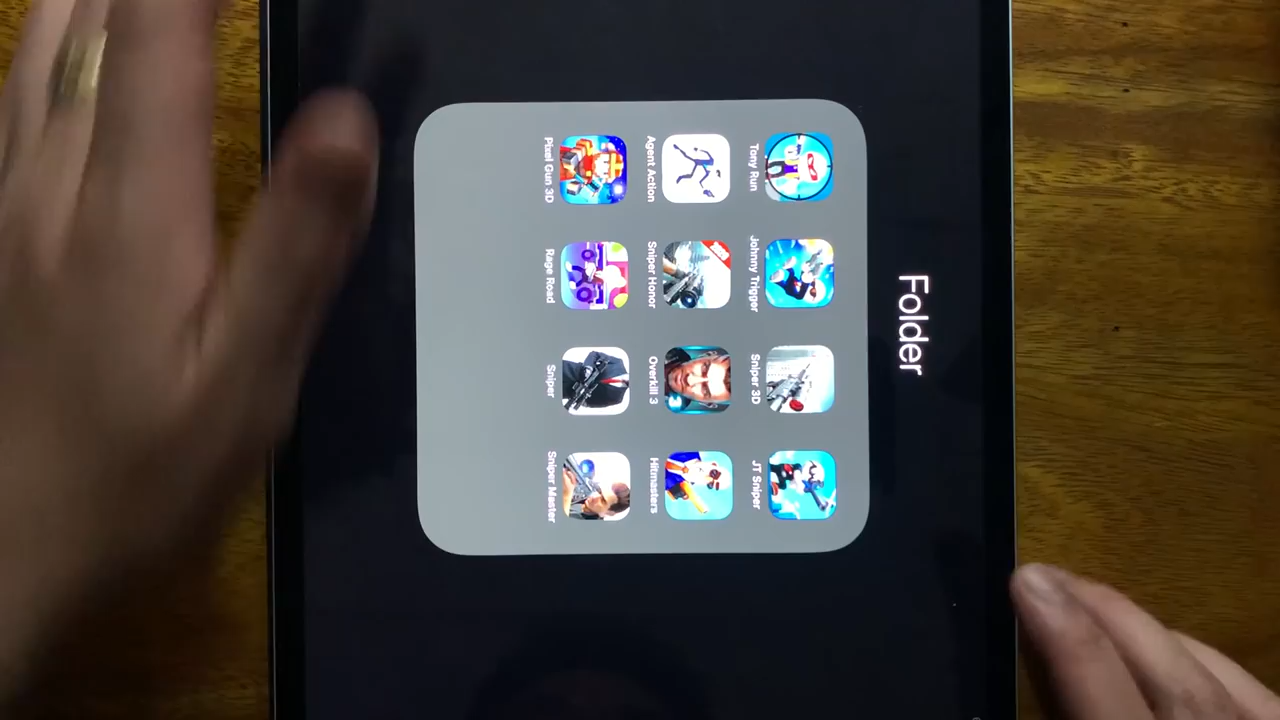 Folder
Tony Run
Johnny Trigger
Sniper 3D
JT Sniper
Agent Action
Sniper Honor
Overkill 3
Hitmasters
Pixel Gun 3D
Rage Road
Sniper
Sniper Master